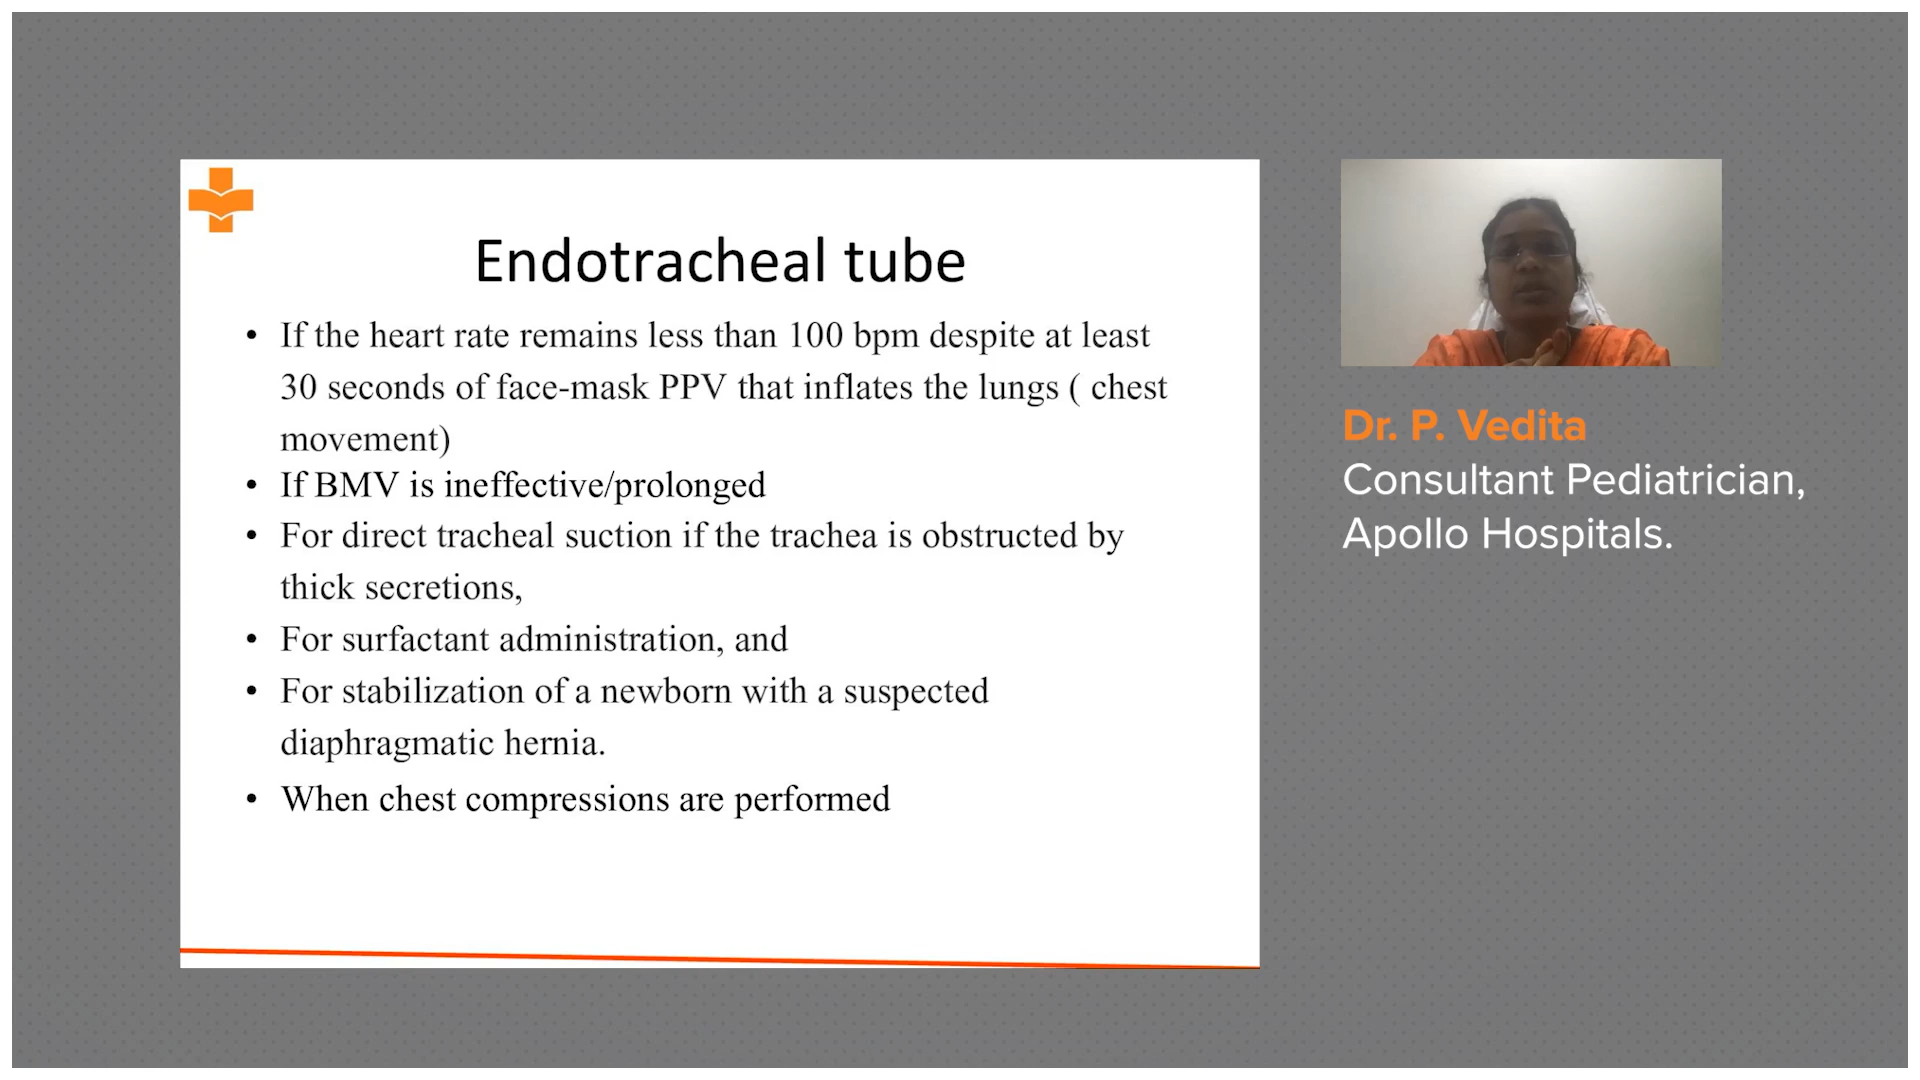 Endotracheal tube
• If the heart rate remains less than 100 bpm despite at least
30 seconds of face-mask PPV that inflates the lungs ( chest
movement)
• If BMV is ineffective/prolonged
• For direct tracheal suction if the trachea is obstructed by
thick secretions,
• For surfactant administration, and
• For stabilization of a newborn with a suspected
diaphragmatic hernia.
• When chest compressions are performed
Dr. P. Vedita
Consultant Pediatrician,
Apollo Hospitals.